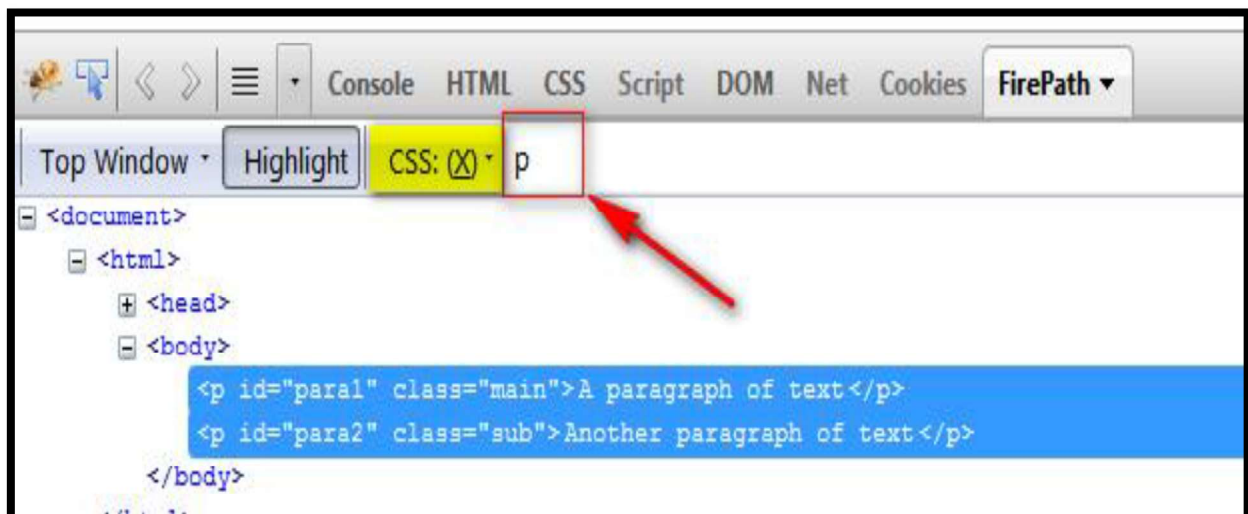 Console HTML CSS Script DOM Net Cookies FirePath
Top Window Highlight CSS: (X) p
<document>
<html>
<head>
<body>
<p id="para1" class="main">A paragraph of text</p>
<p id="para2" class="sub">Another paragraph of text</p>
</body>